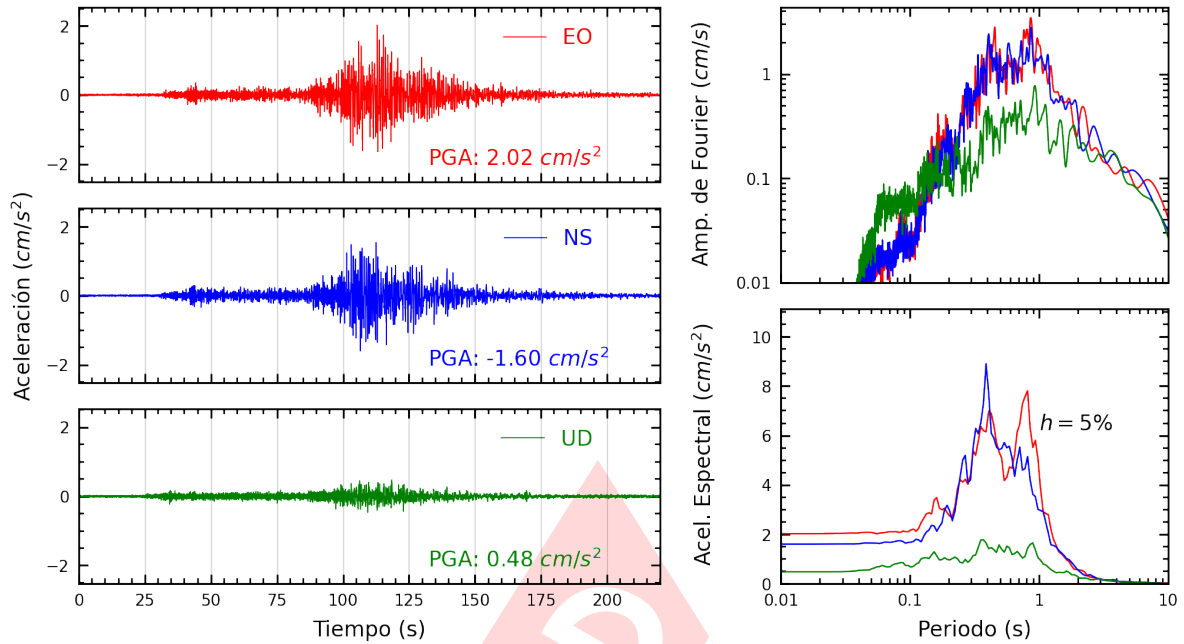 Aceleración (cm/s²)
2
0
−2
EO
PGA: 2.02 cm/s²
2
0
−2
NS
PGA: -1.60 cm/s²
2
0
−2
UD
PGA: 0.48 cm/s²
0 25 50 75 100 125 150 175 200
Tiempo (s)
Amp. de Fourier (cm/s)
1
0.1
0.01
Acel. Espectral (cm/s²)
10
8
6
4
2
0
h = 5%
0.01 0.1 1 10
Periodo (s)